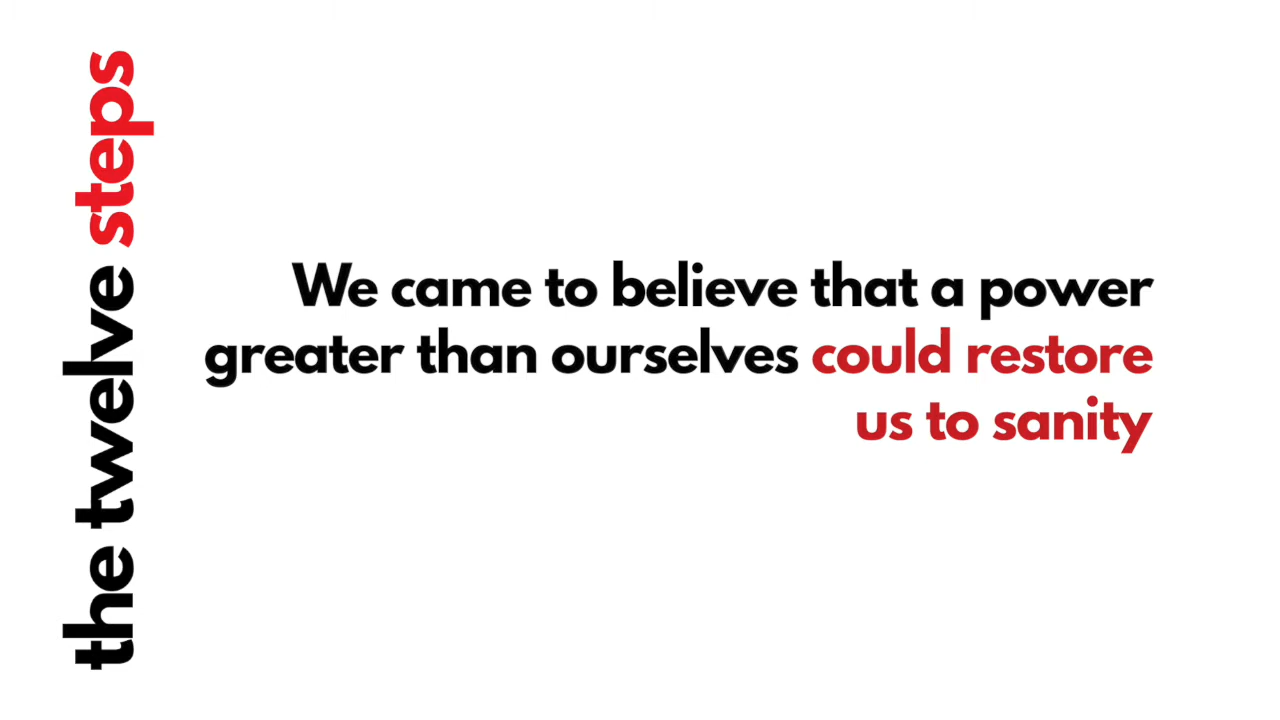 the twelve steps
We came to believe that a power
greater than ourselves could restore
us to sanity